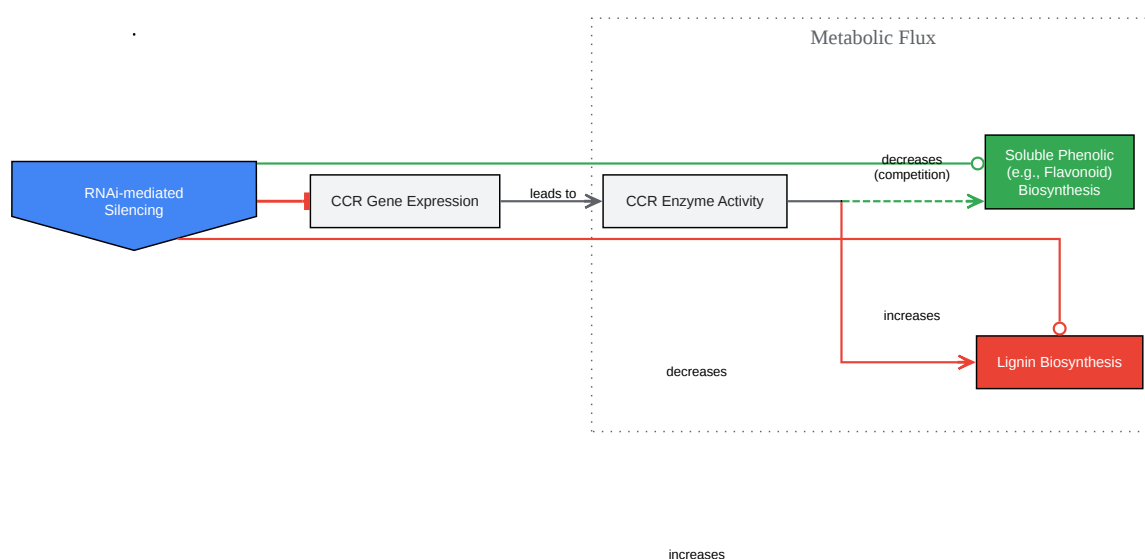 Metabolic Flux
RNAi-mediated
Silencing
CCR Gene Expression
leads to
CCR Enzyme Activity
decreases
(competition)
Soluble Phenolic
(e.g., Flavonoid)
Biosynthesis
increases
Lignin Biosynthesis
decreases
increases